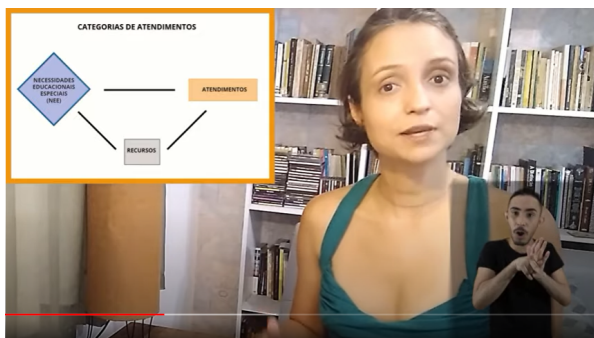 CATEGORIAS DE ATENDIMENTOS
NECESSIDADES
EDUCACIONAIS
ESPECIAIS
(NEE)
ATENDIMENTOS
RECURSOS